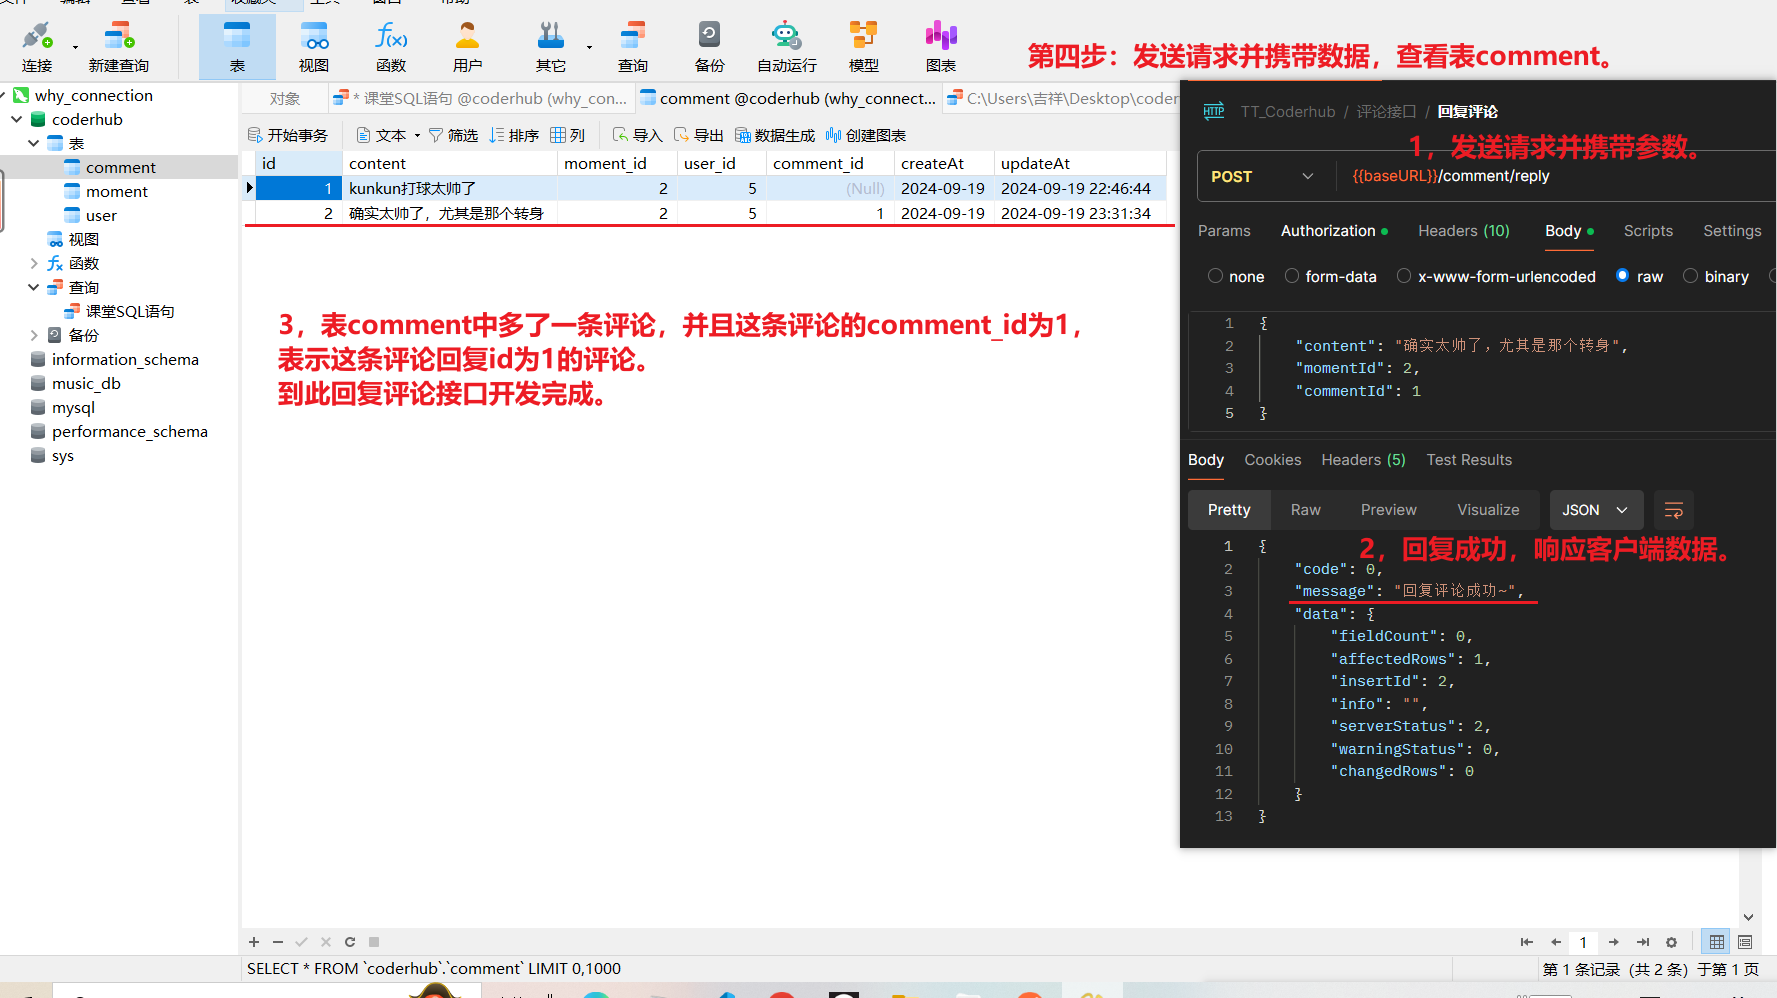 文件 编辑 查看 表 收藏夹 工具 窗口 帮助
连接 新建查询 表 视图 函数 用户 其它 查询 备份 自动运行 模型 图表
第四步：发送请求并携带数据，查看表comment。
why_connection
coderhub
表
comment
moment
user
视图
函数
查询
课堂SQL语句
备份
information_schema
music_db
mysql
performance_schema
sys
对象 * 课堂SQL语句 @coderhub (why_con... comment @coderhub (why_connect... C:\Users\吉祥\Desktop\coder
开始事务 文本 筛选 排序 列 导入 导出 数据生成 创建图表
id content moment_id user_id comment_id createAt updateAt
1 kunkun打球太帅了 2 5 (Null) 2024-09-19 2024-09-19 22:46:44
2 确实太帅了，尤其是那个转身 2 5 1 2024-09-19 2024-09-19 23:31:34
3，表comment中多了一条评论，并且这条评论的comment_id为1，
表示这条评论回复id为1的评论。
到此回复评论接口开发完成。
HTTP TT_Coderhub / 评论接口 / 回复评论
1，发送请求并携带参数。
POST {{baseURL}}/comment/reply
Params Authorization Headers (10) Body Scripts Settings
none form-data x-www-form-urlencoded raw binary
1 {
2 "content": "确实太帅了，尤其是那个转身",
3 "momentId": 2,
4 "commentId": 1
5 }
Body Cookies Headers (5) Test Results
Pretty Raw Preview Visualize JSON
2，回复成功，响应客户端数据。
1 {
2 "code": 0,
3 "message": "回复评论成功~",
4 "data": {
5 "fieldCount": 0,
6 "affectedRows": 1,
7 "insertId": 2,
8 "info": "",
9 "serverStatus": 2,
10 "warningStatus": 0,
11 "changedRows": 0
12 }
13 }
1
SELECT * FROM `coderhub`.`comment` LIMIT 0,1000
第 1 条记录 (共 2 条) 于第 1 页